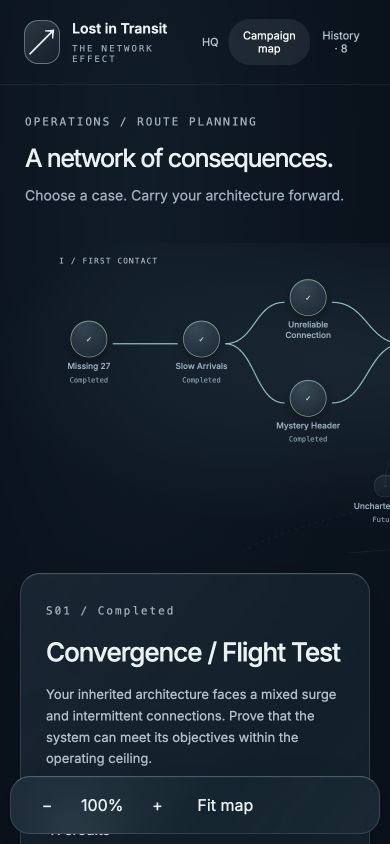 Lost in Transit
THE NETWORK
EFFECT
HQ
Campaign
map
History
· 8
OPERATIONS / ROUTE PLANNING
A network of consequences.
Choose a case. Carry your architecture forward.
I / FIRST CONTACT
✓
Unreliable
Connection
✓
Missing 27
Completed
✓
Slow Arrivals
Completed
✓
Mystery Header
Completed
Uncharte
Futu
S01 / Completed
Convergence / Flight Test
Your inherited architecture faces a mixed surge
and intermittent connections. Prove that the
system can meet its objectives within the
operating ceiling.
− 100% + Fit map